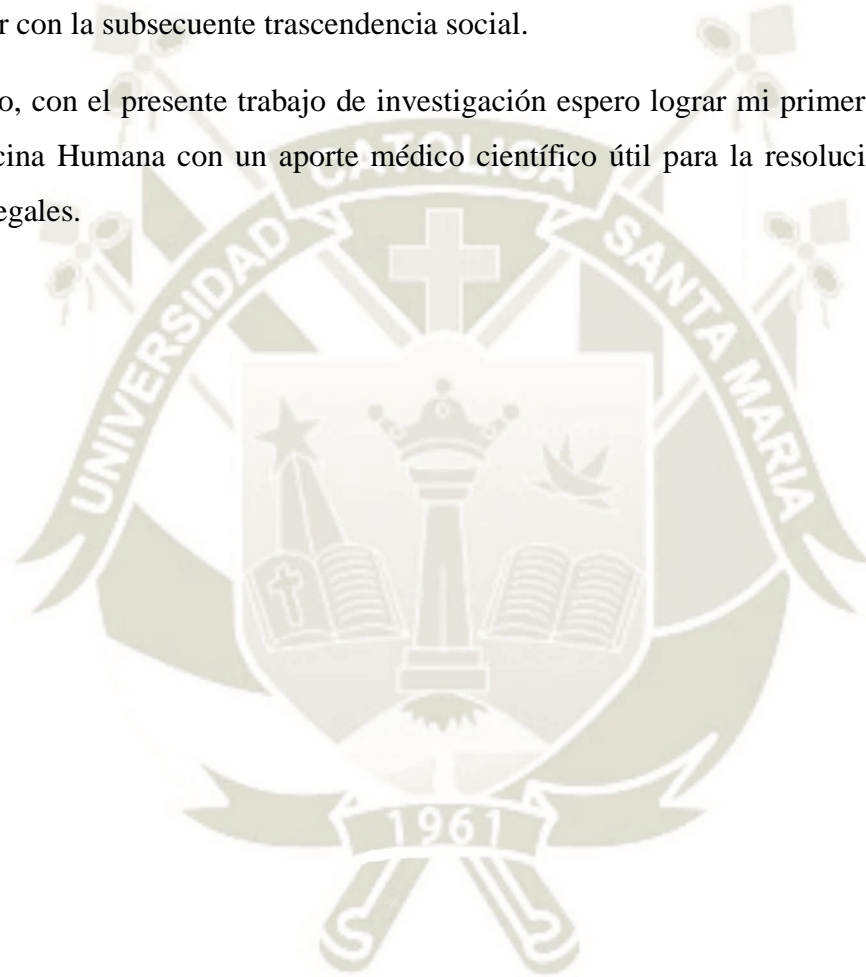 r con la subsecuente trascendencia social.
o, con el presente trabajo de investigación espero lograr mi primer
cina Humana con un aporte médico científico útil para la resoluci
egales.
CATOLICA
UNIVERSIDAD
SANTA MARIA
1961